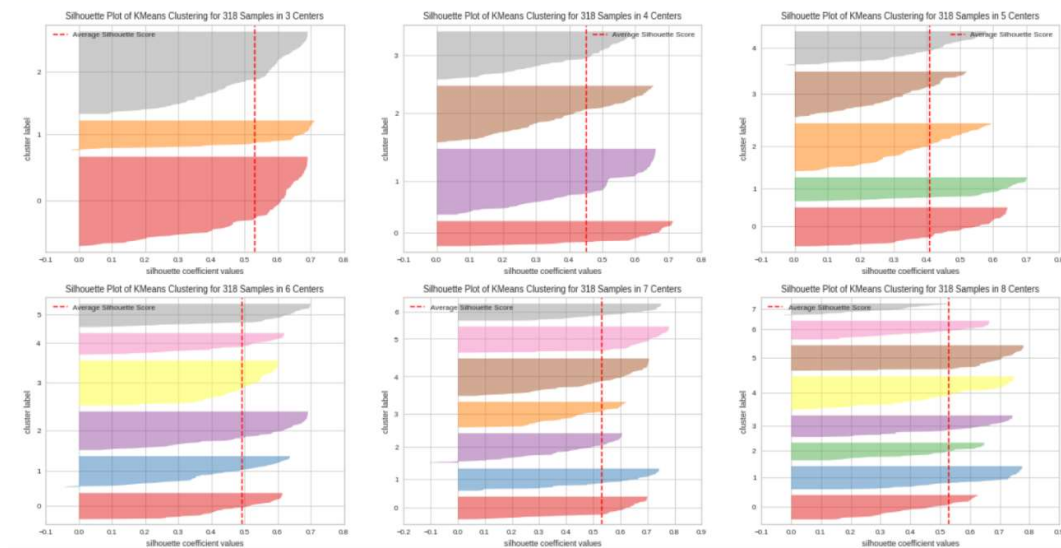 Silhouette Plot of KMeans Clustering for 318 Samples in 3 Centers
Average Silhouette Score
2
1
0
cluster label
−0.1 0.0 0.1 0.2 0.3 0.4 0.5 0.6 0.7 0.8
silhouette coefficient values
Silhouette Plot of KMeans Clustering for 318 Samples in 4 Centers
Average Silhouette Score
3
2
1
0
cluster label
−0.1 0.0 0.1 0.2 0.3 0.4 0.5 0.6 0.7 0.8
silhouette coefficient values
Silhouette Plot of KMeans Clustering for 318 Samples in 5 Centers
Average Silhouette Score
4
3
2
1
0
cluster label
−0.1 0.0 0.1 0.2 0.3 0.4 0.5 0.6 0.7 0.8
silhouette coefficient values
Silhouette Plot of KMeans Clustering for 318 Samples in 6 Centers
Average Silhouette Score
5
4
3
2
1
0
cluster label
−0.1 0.0 0.1 0.2 0.3 0.4 0.5 0.6 0.7 0.8
silhouette coefficient values
Silhouette Plot of KMeans Clustering for 318 Samples in 7 Centers
Average Silhouette Score
6
5
4
3
2
1
0
cluster label
−0.1 0.0 0.1 0.2 0.3 0.4 0.5 0.6 0.7 0.8
silhouette coefficient values
Silhouette Plot of KMeans Clustering for 318 Samples in 8 Centers
Average Silhouette Score
7
6
5
4
3
2
1
0
cluster label
−0.1 0.0 0.1 0.2 0.3 0.4 0.5 0.6 0.7 0.8
silhouette coefficient values